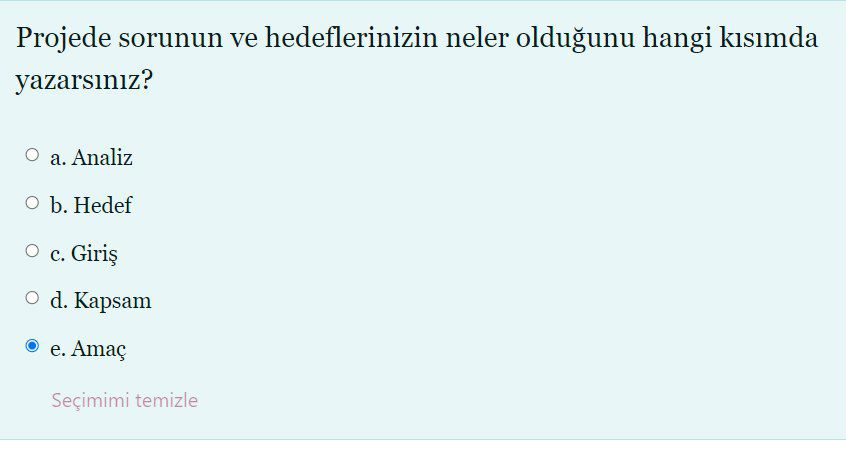 Projede sorunun ve hedeflerinizin neler olduğunu hangi kısımda
yazarsınız?
a. Analiz
b. Hedef
c. Giriş
d. Kapsam
e. Amaç
Seçimimi temizle